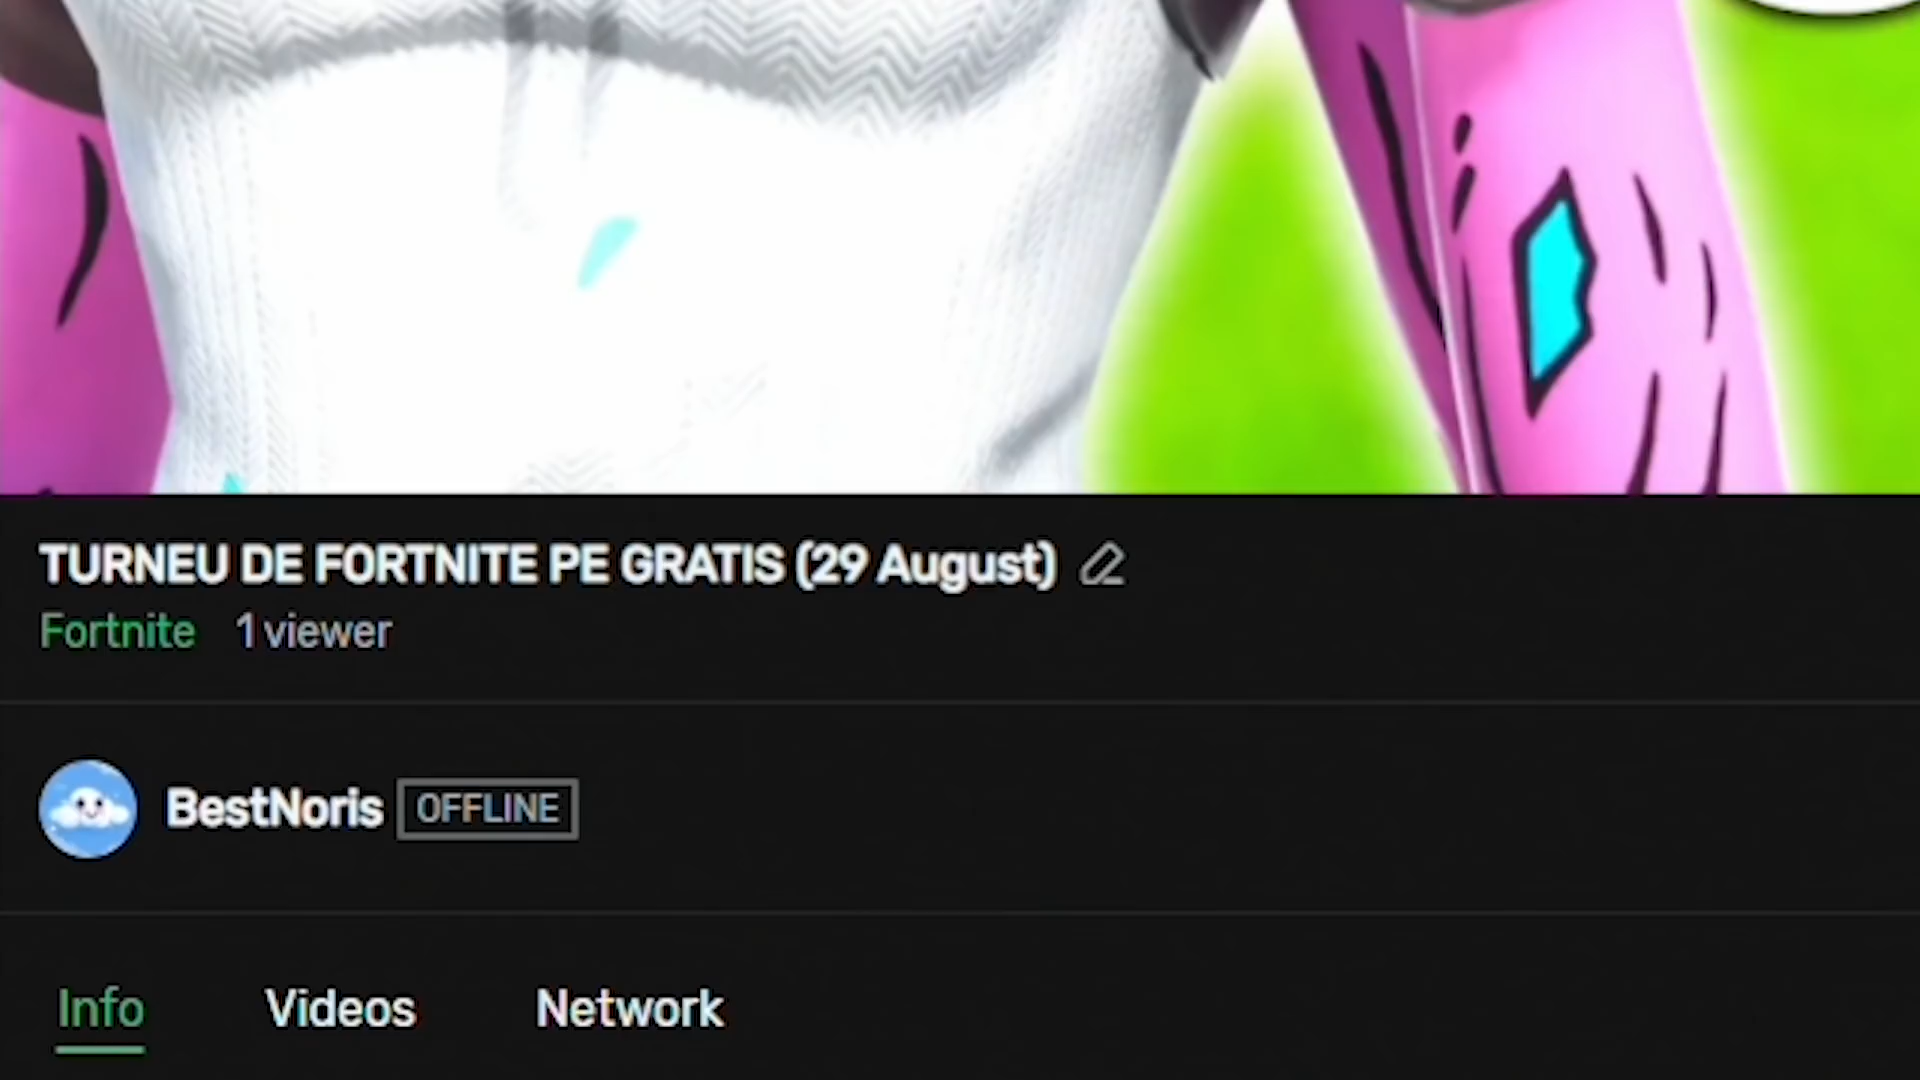 TURNEU DE FORTNITE PE GRATIS (29 August)
Fortnite 1 viewer
BestNoris OFFLINE
Info Videos Network